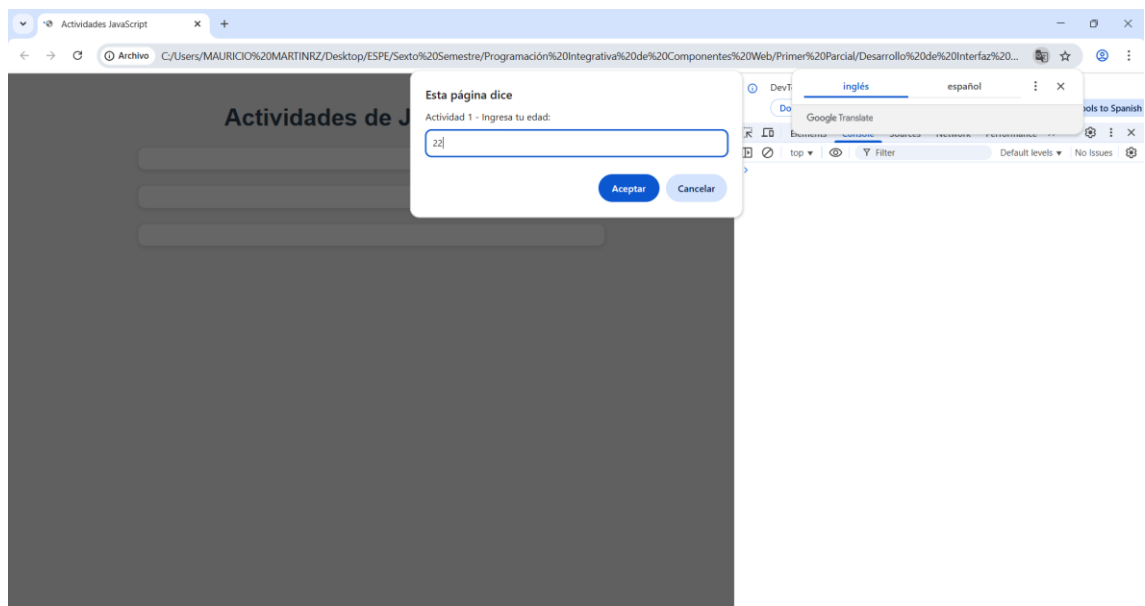 Actividades JavaScript
Archivo C:/Users/MAURICIO%20MARTINRZ/Desktop/ESPE/Sexto%20Semestre/Programación%20Integrativa%20de%20Componentes%20Web/Primer%20Parcial/Desarrollo%20de%20Interfaz%20...
Esta página dice
Actividad 1 - Ingresa tu edad:
22
Aceptar
Cancelar
Actividades de J
DevT
inglés
español
Do
ools to Spanish
Google Translate
Elements Console Sources Network Performance
top
Filter
Default levels
No Issues